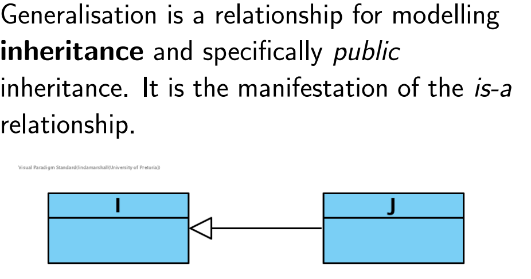 Generalisation is a relationship for modelling
inheritance and specifically public
inheritance. It is the manifestation of the is-a
relationship.
Visual Paradigm Standard(lindamarshall(University of Pretoria))
I
J